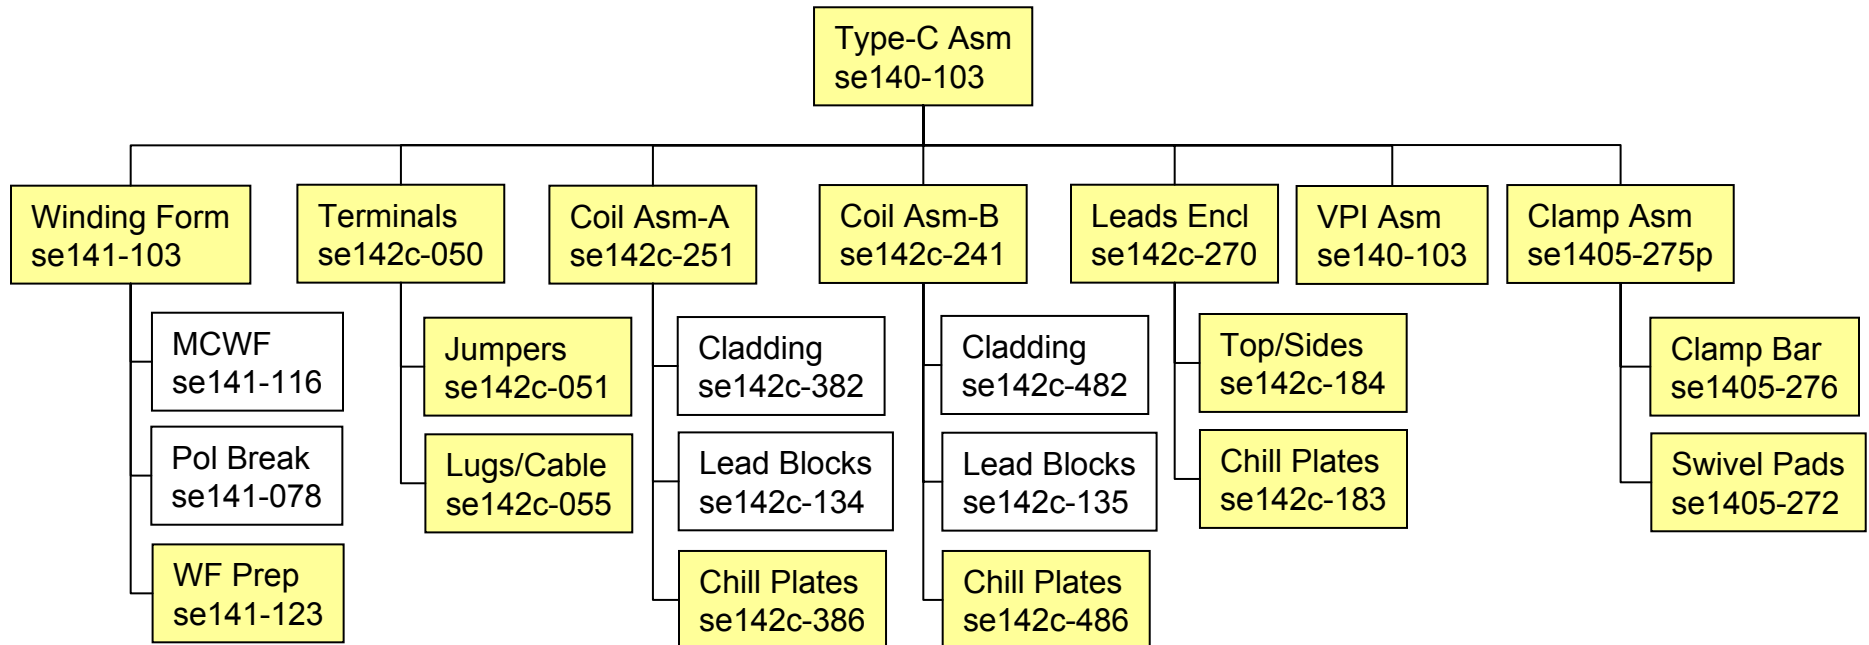 Type-C Asm
se140-103
Winding Form
se141-103
Terminals
se142c-050
Coil Asm-A
se142c-251
Coil Asm-B
se142c-241
Leads Encl
se142c-270
VPI Asm
se140-103
Clamp Asm
se1405-275p
MCWF
se141-116
Pol Break
se141-078
WF Prep
se141-123
Jumpers
se142c-051
Lugs/Cable
se142c-055
Cladding
se142c-382
Lead Blocks
se142c-134
Chill Plates
se142c-386
Cladding
se142c-482
Lead Blocks
se142c-135
Chill Plates
se142c-486
Top/Sides
se142c-184
Chill Plates
se142c-183
Clamp Bar
se1405-276
Swivel Pads
se1405-272